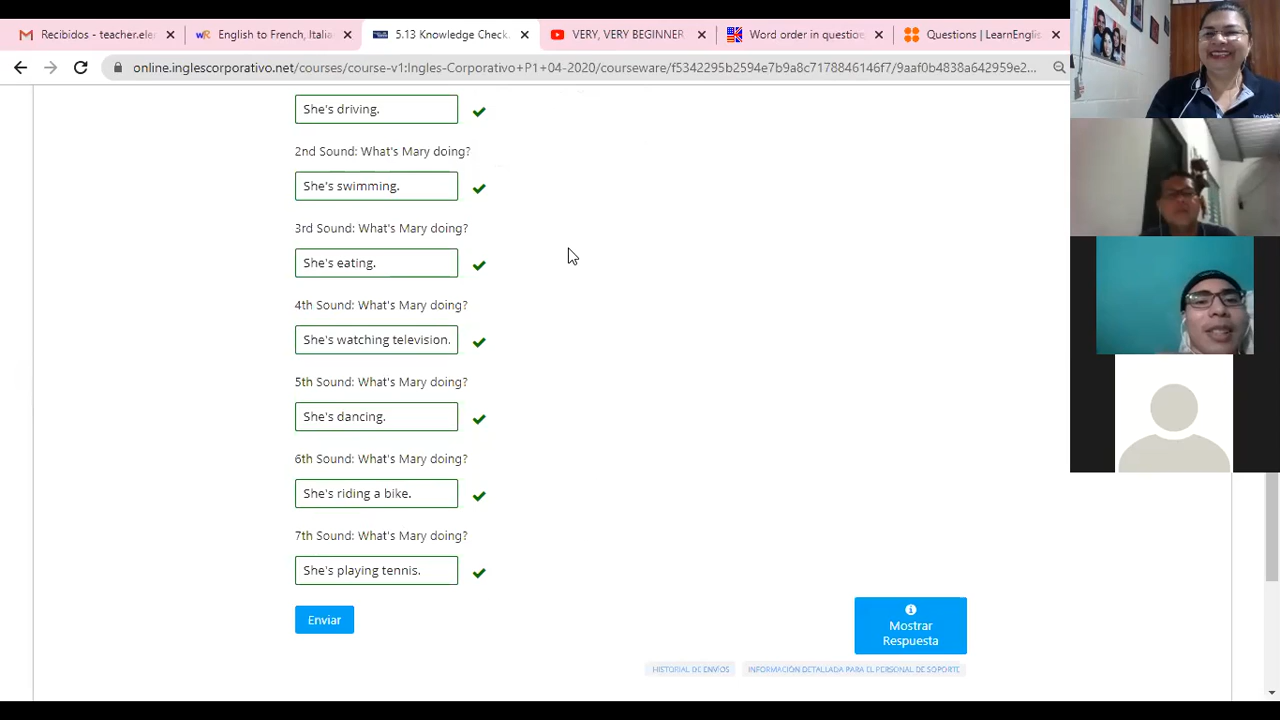 Recibidos - teacher.ele
English to French, Italia
5.13 Knowledge Check
VERY, VERY BEGINNER
Word order in question
Questions | LearnEnglis
online.inglescorporativo.net/courses/course-v1:Ingles-Corporativo+P1+04-2020/courseware/f5342295b2594e7b9a8c7178846146f7/9aaf0b4838a642959e2...
She's driving.
2nd Sound: What's Mary doing?
She's swimming.
3rd Sound: What's Mary doing?
She's eating.
4th Sound: What's Mary doing?
She's watching television.
5th Sound: What's Mary doing?
She's dancing.
6th Sound: What's Mary doing?
She's riding a bike.
7th Sound: What's Mary doing?
She's playing tennis.
Enviar
Mostrar
Respuesta
HISTORIAL DE ENVÍOS
INFORMACIÓN DETALLADA PARA EL PERSONAL DE SOPORTE